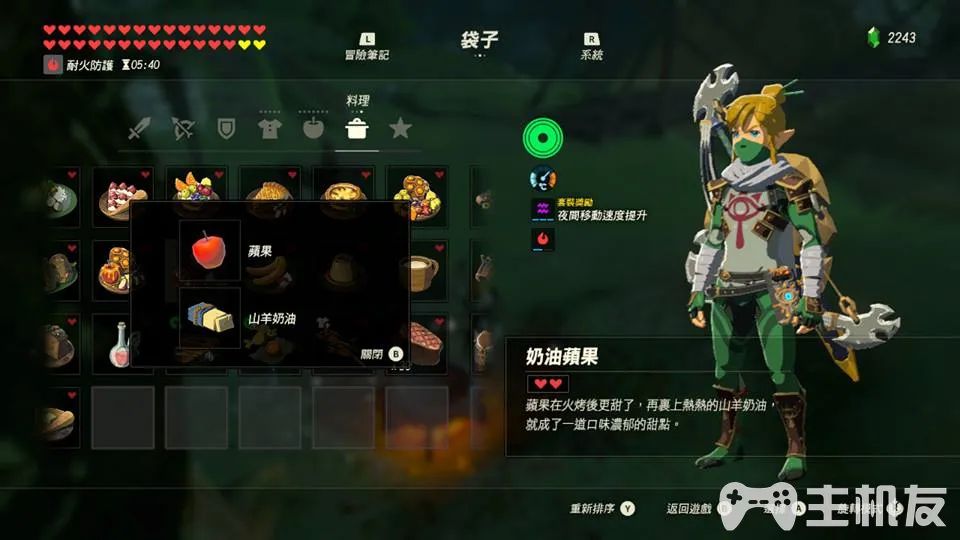 L
袋子
R
2243
冒險筆記
系統
耐火防護 05:40
料理
套裝獎勵
夜間移動速度提升
蘋果
山羊奶油
關閉 B
奶油蘋果
蘋果在火烤後更甜了，再裹上熱熱的山羊奶油，
就成了一道口味濃郁的甜點。
重新排序 Y
返回遊戲
主机友